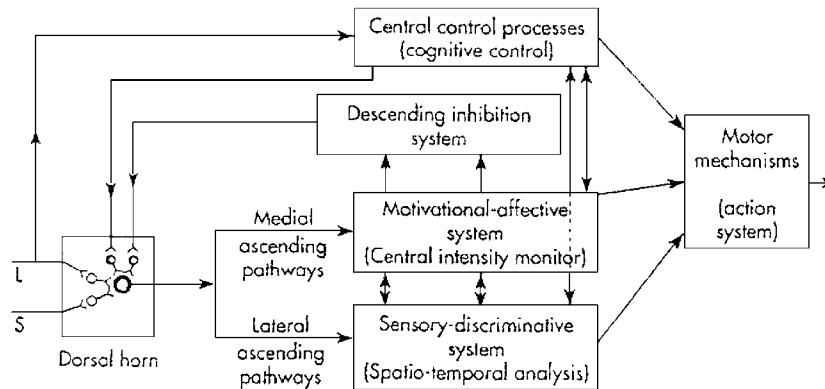 Central control processes
(cognitive control)
Descending inhibition
system
Motor
mechanisms
(action
system)
Medial
ascending
pathways
Motivational-affective
system
(Central intensity monitor)
L
S
Dorsal horn
Lateral
ascending
pathways
Sensory-discriminative
system
(Spatio-temporal analysis)